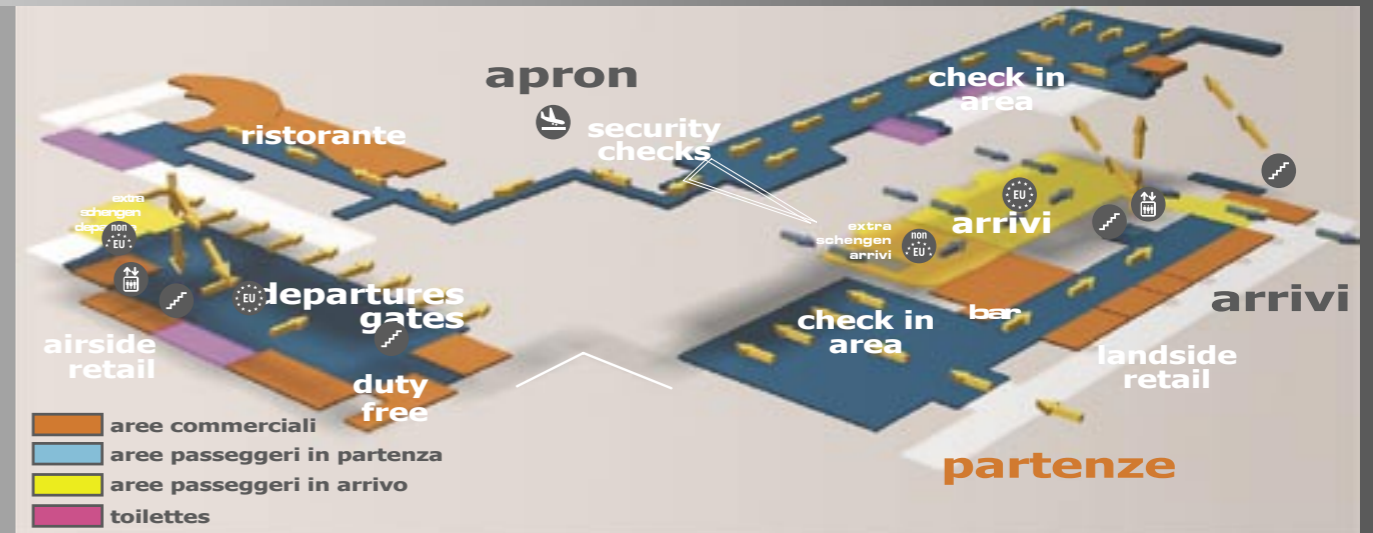 apron
check in
area
ristorante
security
checks
extra
schengen
non
EU
EU
arrivi
extra
schengen
arrivi
non
EU
EU
departures
gates
airside
retail
duty
free
check in
area
bar
arrivi
landside
retail
partenze
aree commerciali
aree passeggeri in partenza
aree passeggeri in arrivo
toilettes